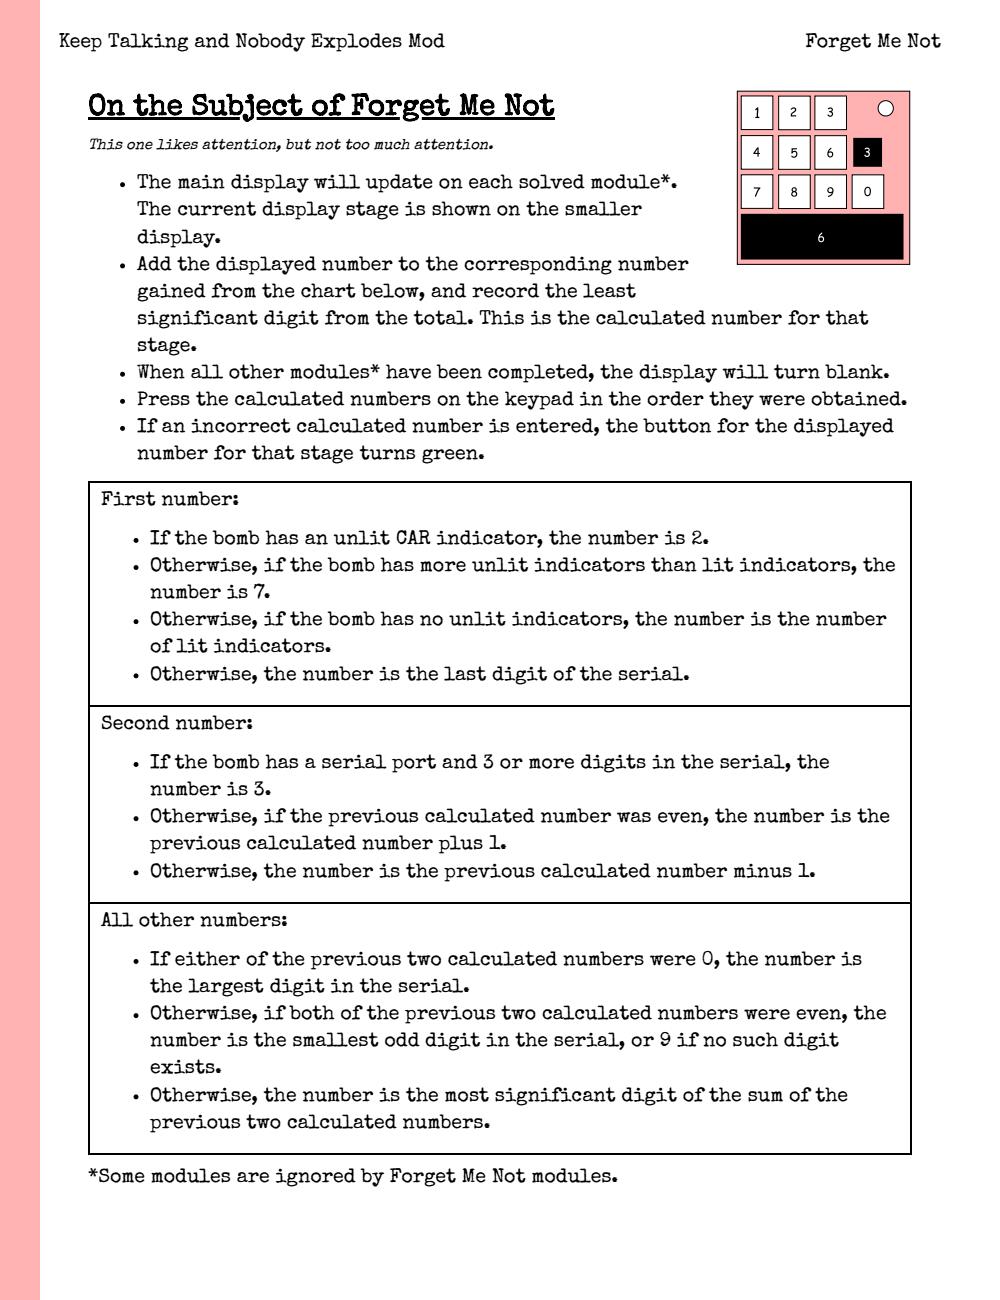 Keep Talking and Nobody Explodes Mod
Forget Me Not
On the Subject of Forget Me Not
This one likes attention, but not too much attention.
1 2 3
4 5 6 3
7 8 9 0
6
• The main display will update on each solved module*.
The current display stage is shown on the smaller
display.
• Add the displayed number to the corresponding number
gained from the chart below, and record the least
significant digit from the total. This is the calculated number for that
stage.
• When all other modules* have been completed, the display will turn blank.
• Press the calculated numbers on the keypad in the order they were obtained.
• If an incorrect calculated number is entered, the button for the displayed
number for that stage turns green.
First number:
• If the bomb has an unlit CAR indicator, the number is 2.
• Otherwise, if the bomb has more unlit indicators than lit indicators, the
number is 7.
• Otherwise, if the bomb has no unlit indicators, the number is the number
of lit indicators.
• Otherwise, the number is the last digit of the serial.
Second number:
• If the bomb has a serial port and 3 or more digits in the serial, the
number is 3.
• Otherwise, if the previous calculated number was even, the number is the
previous calculated number plus 1.
• Otherwise, the number is the previous calculated number minus 1.
All other numbers:
• If either of the previous two calculated numbers were 0, the number is
the largest digit in the serial.
• Otherwise, if both of the previous two calculated numbers were even, the
number is the smallest odd digit in the serial, or 9 if no such digit
exists.
• Otherwise, the number is the most significant digit of the sum of the
previous two calculated numbers.
*Some modules are ignored by Forget Me Not modules.